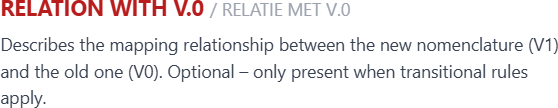 RELATION WITH V.0 / RELATIE MET V.0
Describes the mapping relationship between the new nomenclature (V1)
and the old one (V0). Optional – only present when transitional rules
apply.